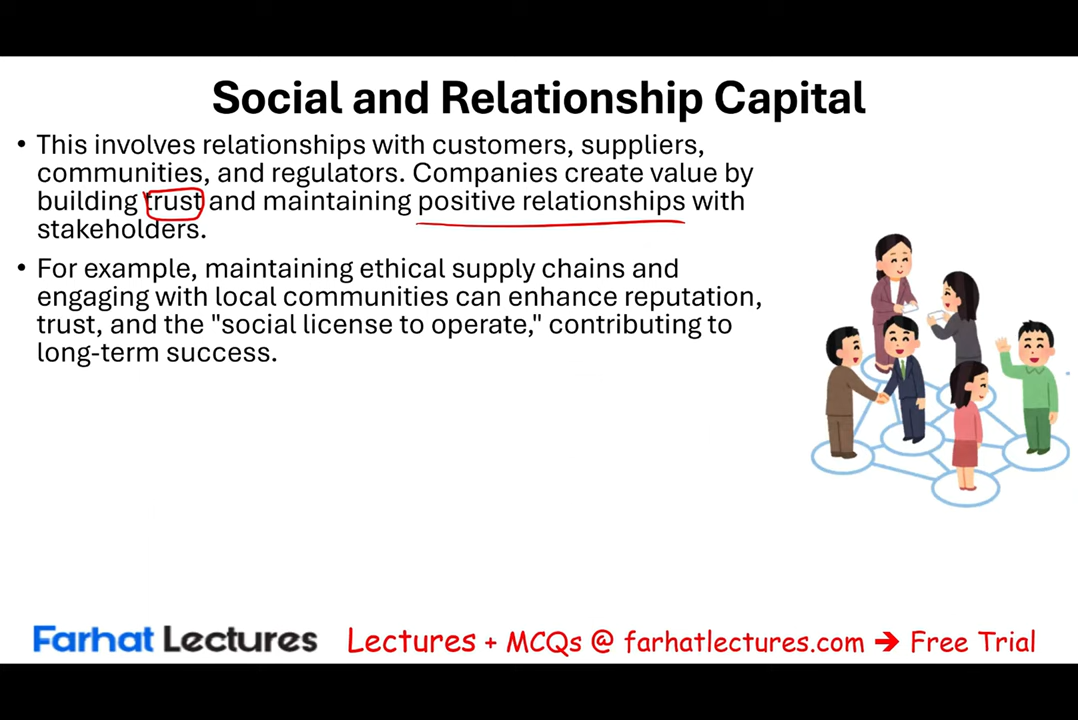 Social and Relationship Capital
• This involves relationships with customers, suppliers,
communities, and regulators. Companies create value by
building trust and maintaining positive relationships with
stakeholders.
• For example, maintaining ethical supply chains and
engaging with local communities can enhance reputation,
trust, and the "social license to operate," contributing to
long-term success.
Farhat Lectures Lectures + MCQs @ farhatlectures.com ➔ Free Trial